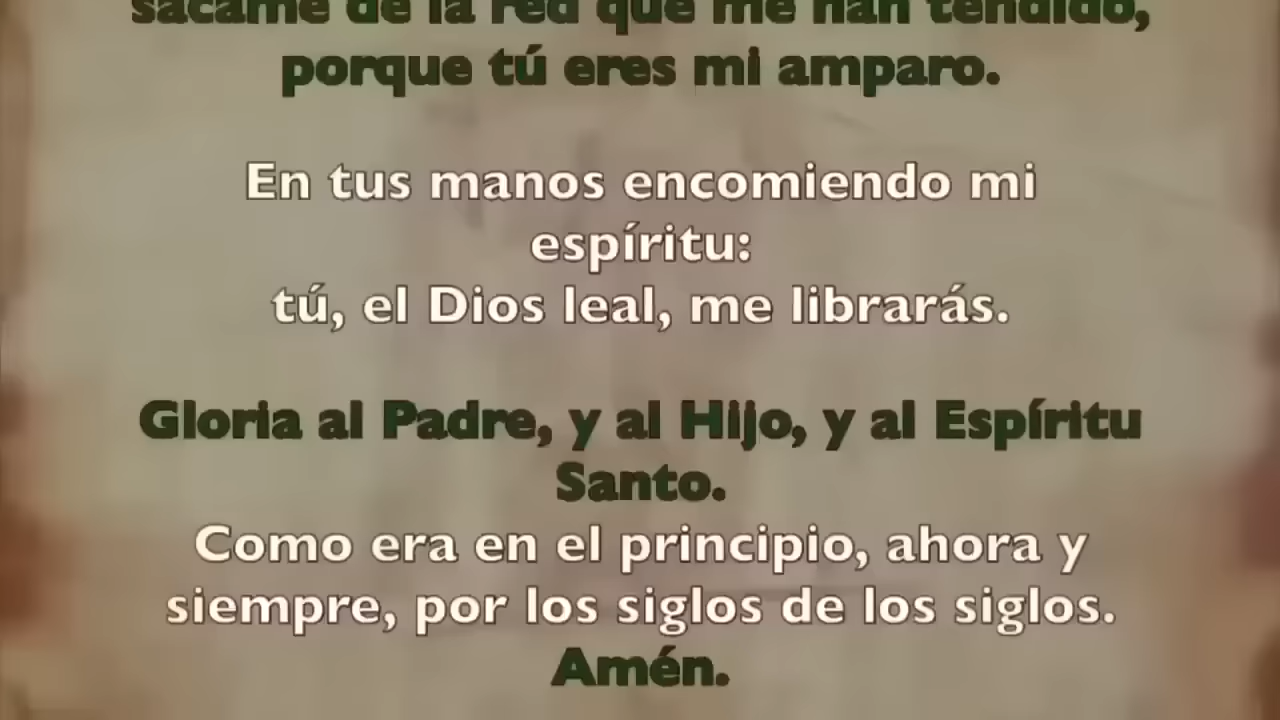 sácame de la red que me han tendido,
porque tú eres mi amparo.
En tus manos encomiendo mi
espíritu:
tú, el Dios leal, me librarás.
Gloria al Padre, y al Hijo, y al Espíritu
Santo.
Como era en el principio, ahora y
siempre, por los siglos de los siglos.
Amén.